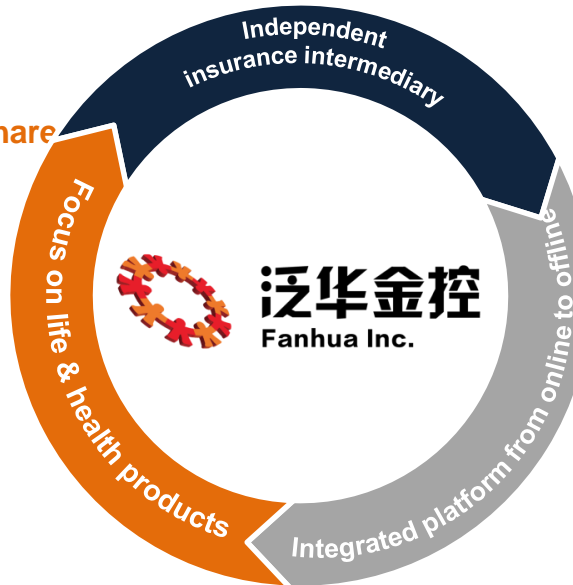 Independent
insurance intermediary
Integrated platform from online to offline
Focus on life & health products
泛华金控
Fanhua Inc.